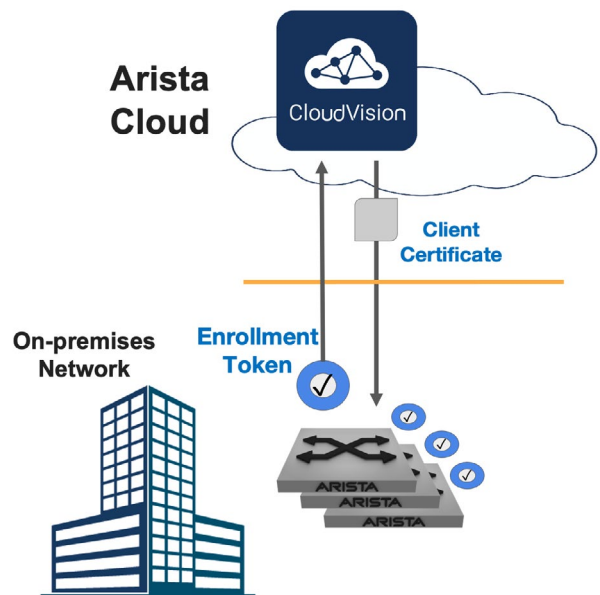 Arista
Cloud
CloudVision
Client
Certificate
On-premises
Network
Enrollment
Token
ARISTA
ARISTA
ARISTA